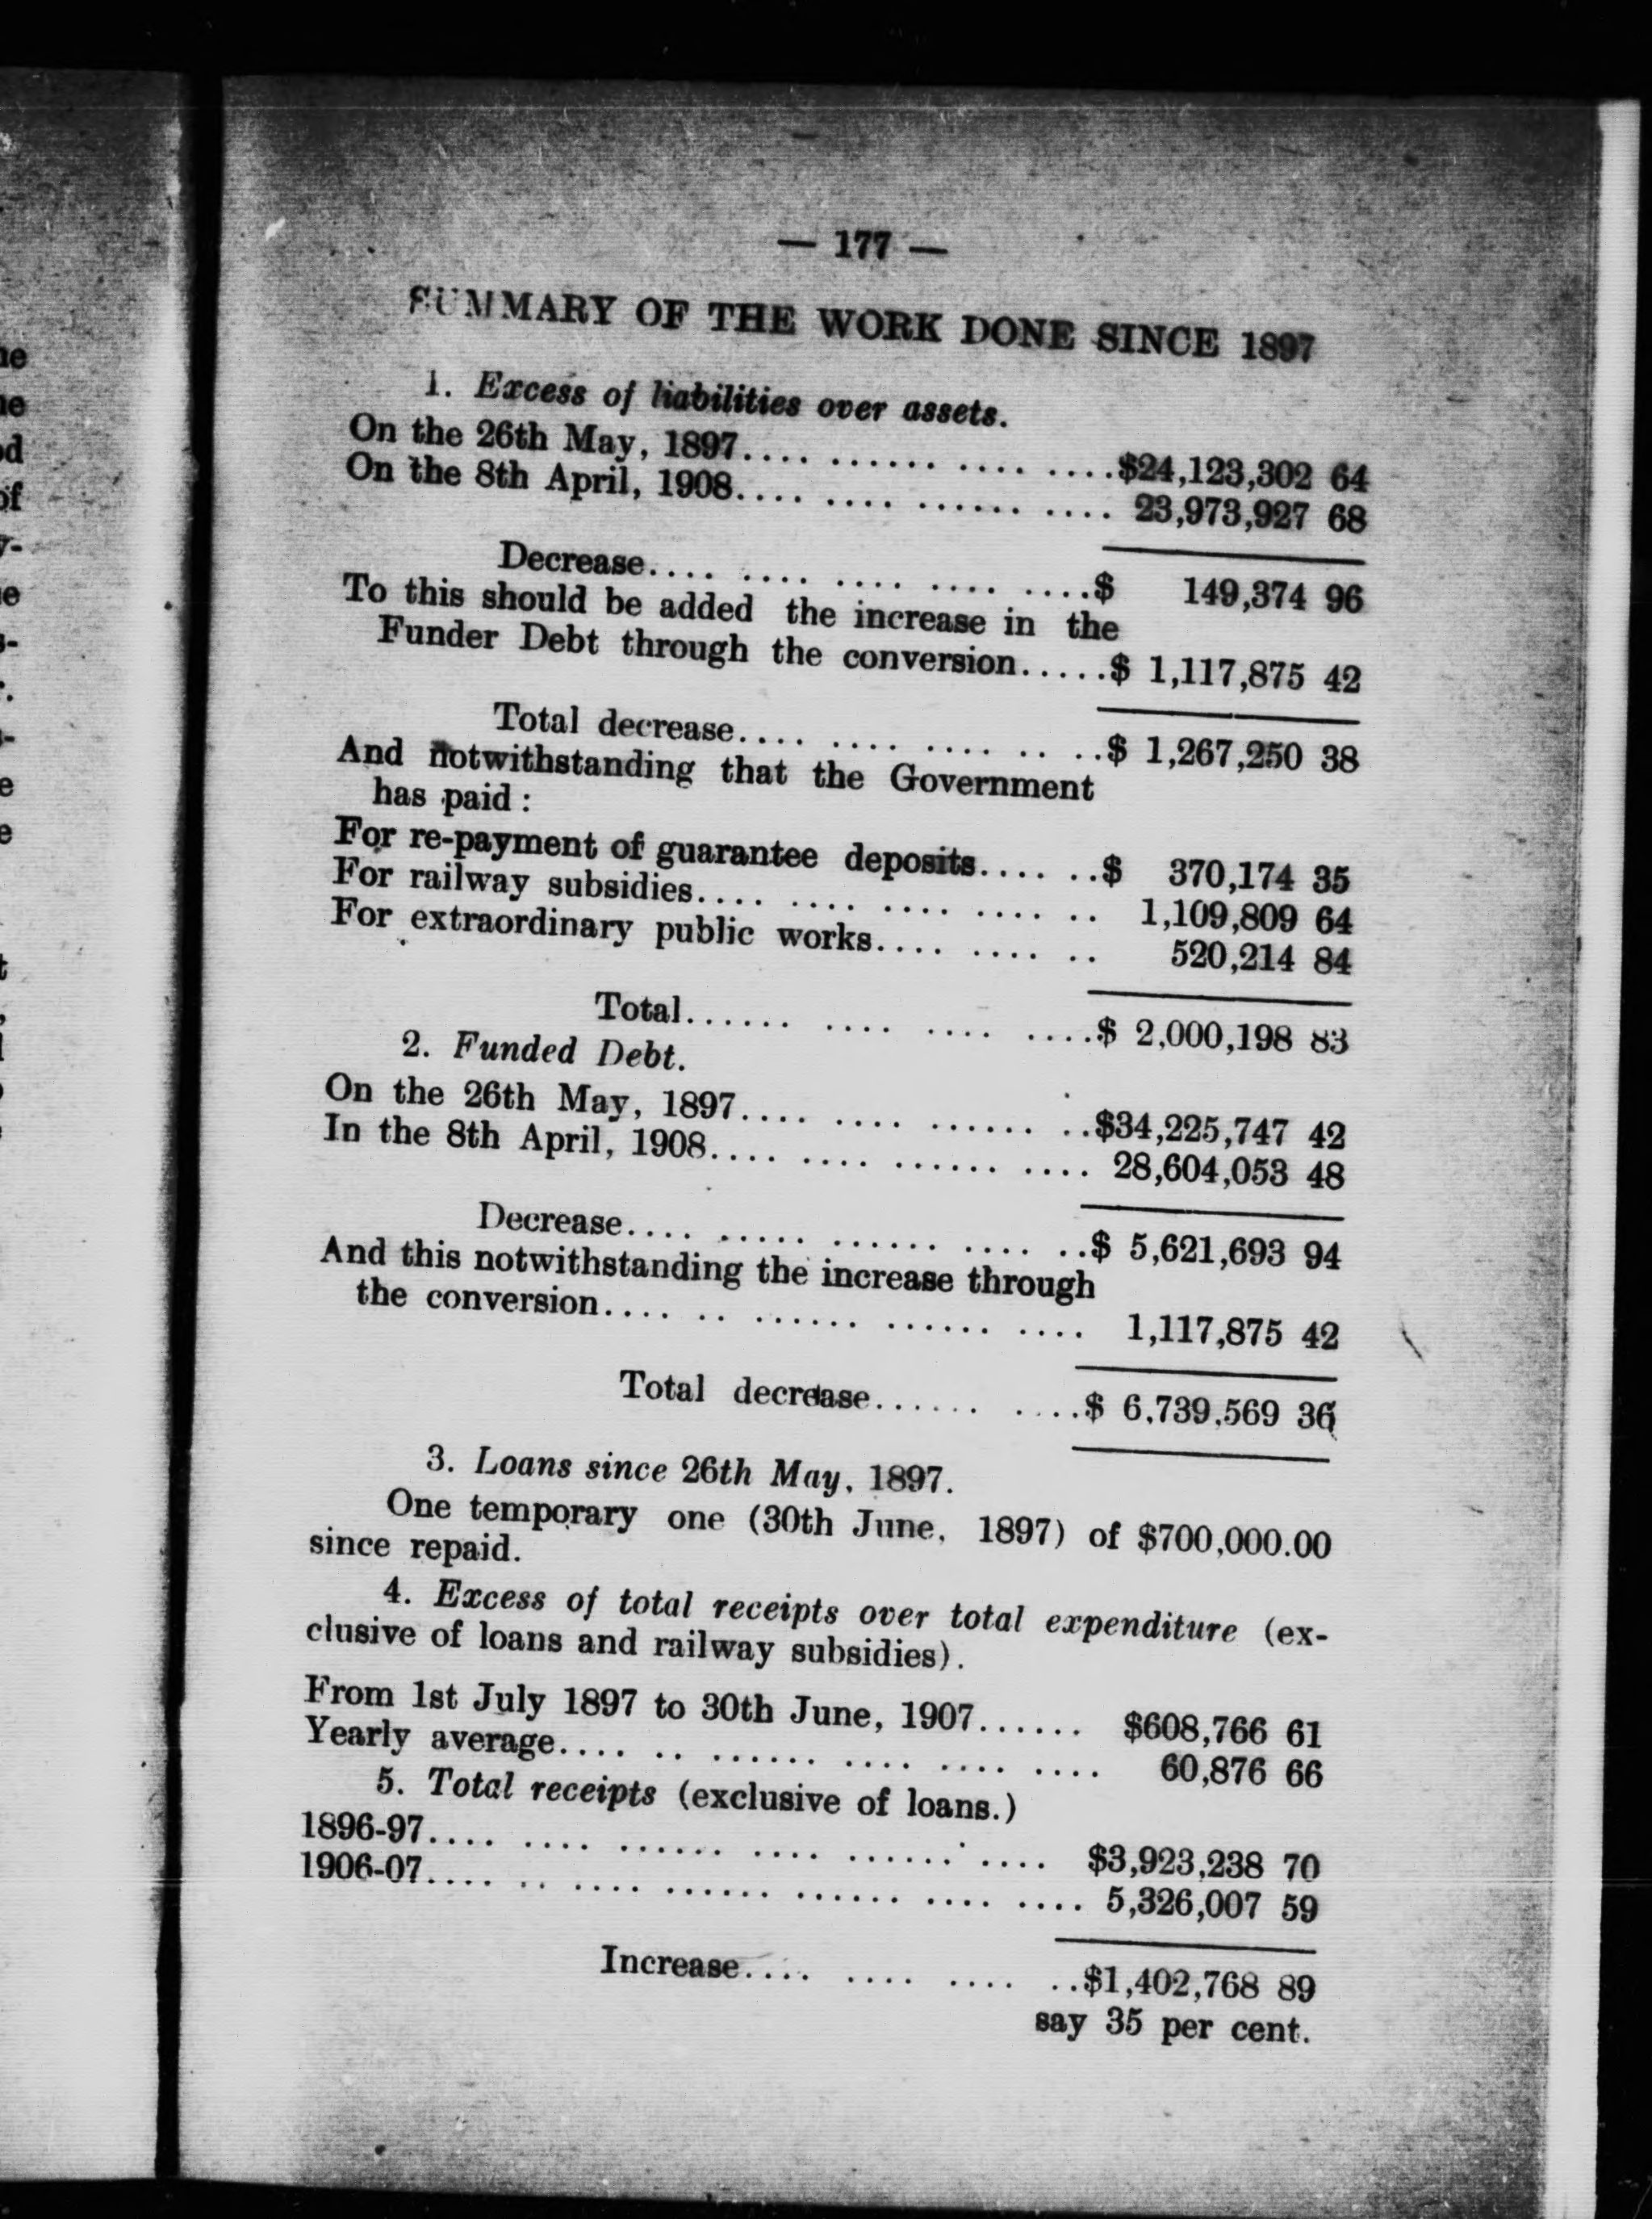 — 177 —
SUMMARY OF THE WORK DONE SINCE 1897
1. Excess of liabilities over assets.
On the 26th May, 1897.... ...... .... ....$24,123,302 64
On the 8th April, 1908.... .... ...... .... 23,973,927 68
Decrease.... .... .... .... ....$ 149,374 96
To this should be added the increase in the
Funder Debt through the conversion.....$ 1,117,875 42
Total decrease.... .... .... .. ..$ 1,267,250 38
And notwithstanding that the Government
has paid :
For re-payment of guarantee deposits.... ..$ 370,174 35
For railway subsidies.... .... .... .... .. 1,109,809 64
For extraordinary public works.... .... .. 520,214 84
Total...... .... .... ....$ 2,000,198 83
2. Funded Debt.
On the 26th May, 1897.... .... ...... ..$34,225,747 42
In the 8th April, 1908.... .... ...... .... 28,604,053 48
Decrease.... ..... ...... .... ..$ 5,621,693 94
And this notwithstanding the increase through
the conversion.... .. ...... ...... .... 1,117,875 42
Total decrease...... ....$ 6,739,569 36
3. Loans since 26th May, 1897.
One temporary one (30th June, 1897) of $700,000.00
since repaid.
4. Excess of total receipts over total expenditure (ex-
clusive of loans and railway subsidies).
From 1st July 1897 to 30th June, 1907...... $608,766 61
Yearly average.... .. ...... .... .... .... 60,876 66
5. Total receipts (exclusive of loans.)
1896-97.... .... ...... .... ...... .... $3,923,238 70
1906-07.... .. .... ...... ...... .... .... 5,326,007 59
Increase.... .... .... ..$1,402,768 89
say 35 per cent.